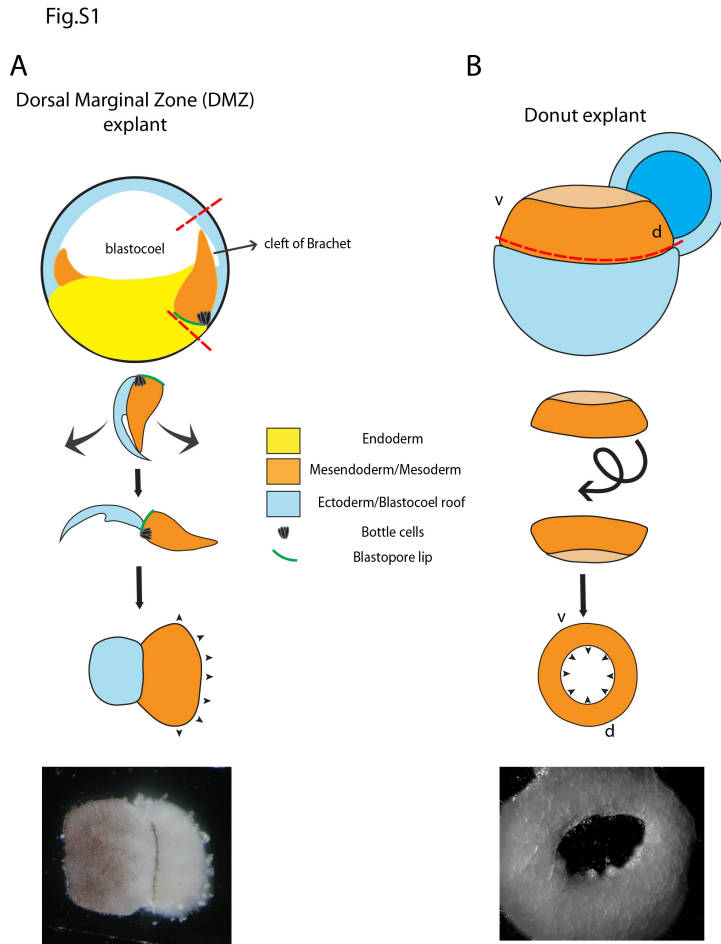 Fig.S1
A
Dorsal Marginal Zone (DMZ)
explant
blastocoel
cleft of Brachet
Endoderm
Mesendoderm/Mesoderm
Ectoderm/Blastocoel roof
Bottle cells
Blastopore lip
B
Donut explant
v
d
v
d